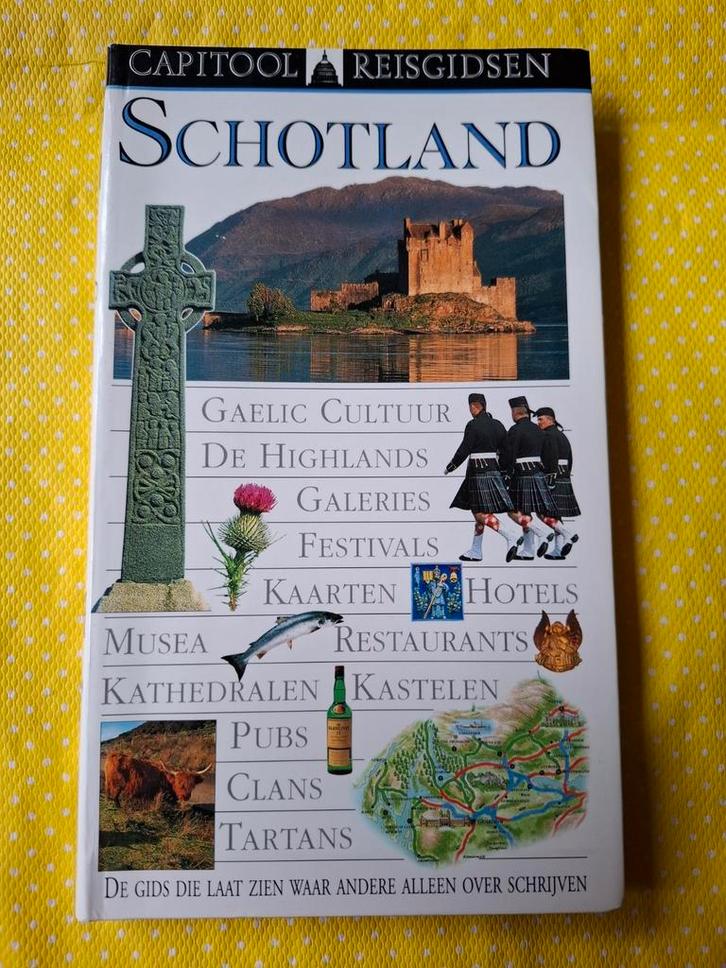 CAPITOOL REISGIDSEN
SCHOTLAND
GAELIC CULTUUR
DE HIGHLANDS
GALERIES
FESTIVALS
KAARTEN HOTELS
MUSEA RESTAURANTS
KATHEDRALEN KASTELEN
PUBS
CLANS
TARTANS
DE GIDS DIE LAAT ZIEN WAAR ANDERE ALLEEN OVER SCHRIJVEN